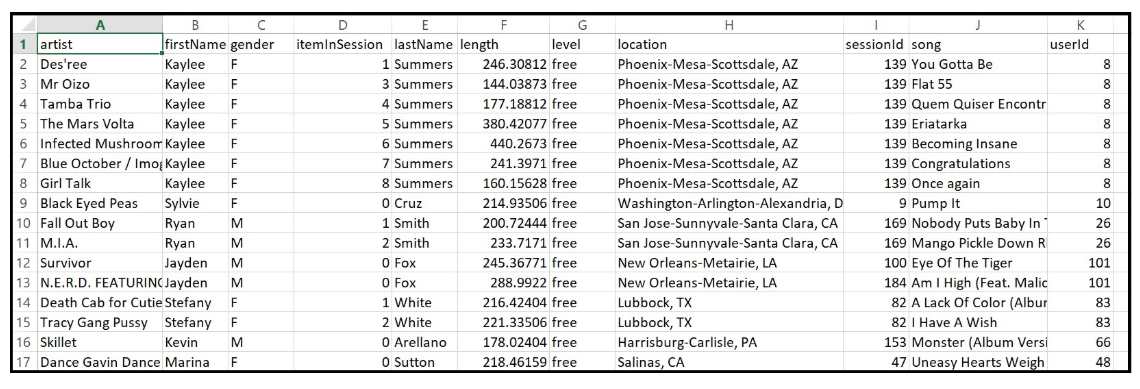 A B C D E F G H I J K
1 artist firstName gender itemInSession lastName length level location sessionId song userId
2 Des'ree Kaylee F 1 Summers 246.30812 free Phoenix-Mesa-Scottsdale, AZ 139 You Gotta Be 8
3 Mr Oizo Kaylee F 3 Summers 144.03873 free Phoenix-Mesa-Scottsdale, AZ 139 Flat 55 8
4 Tamba Trio Kaylee F 4 Summers 177.18812 free Phoenix-Mesa-Scottsdale, AZ 139 Quem Quiser Encontr 8
5 The Mars Volta Kaylee F 5 Summers 380.42077 free Phoenix-Mesa-Scottsdale, AZ 139 Eriatarka 8
6 Infected Mushroom Kaylee F 6 Summers 440.2673 free Phoenix-Mesa-Scottsdale, AZ 139 Becoming Insane 8
7 Blue October / Imog Kaylee F 7 Summers 241.3971 free Phoenix-Mesa-Scottsdale, AZ 139 Congratulations 8
8 Girl Talk Kaylee F 8 Summers 160.15628 free Phoenix-Mesa-Scottsdale, AZ 139 Once again 8
9 Black Eyed Peas Sylvie F 0 Cruz 214.93506 free Washington-Arlington-Alexandria, D 9 Pump It 10
10 Fall Out Boy Ryan M 1 Smith 200.72444 free San Jose-Sunnyvale-Santa Clara, CA 169 Nobody Puts Baby In T 26
11 M.I.A. Ryan M 2 Smith 233.7171 free San Jose-Sunnyvale-Santa Clara, CA 169 Mango Pickle Down Ri 26
12 Survivor Jayden M 0 Fox 245.36771 free New Orleans-Metairie, LA 100 Eye Of The Tiger 101
13 N.E.R.D. FEATURING Jayden M 0 Fox 288.9922 free New Orleans-Metairie, LA 184 Am I High (Feat. Malic 101
14 Death Cab for Cutie Stefany F 1 White 216.42404 free Lubbock, TX 82 A Lack Of Color (Albur 83
15 Tracy Gang Pussy Stefany F 2 White 221.33506 free Lubbock, TX 82 I Have A Wish 83
16 Skillet Kevin M 0 Arellano 178.02404 free Harrisburg-Carlisle, PA 153 Monster (Album Versi 66
17 Dance Gavin Dance Marina F 0 Sutton 218.46159 free Salinas, CA 47 Uneasy Hearts Weigh 48